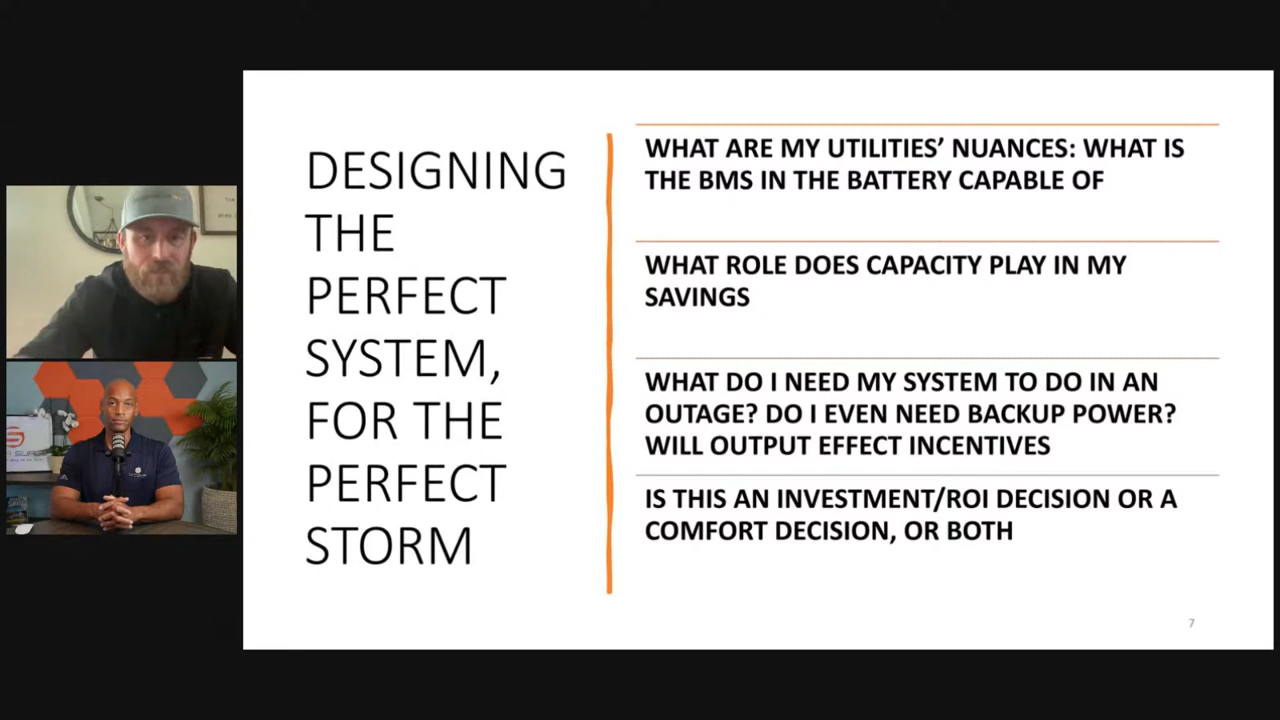 DESIGNING
THE
PERFECT
SYSTEM,
FOR THE
PERFECT
STORM
WHAT ARE MY UTILITIES’ NUANCES: WHAT IS
THE BMS IN THE BATTERY CAPABLE OF
WHAT ROLE DOES CAPACITY PLAY IN MY
SAVINGS
WHAT DO I NEED MY SYSTEM TO DO IN AN
OUTAGE? DO I EVEN NEED BACKUP POWER?
WILL OUTPUT EFFECT INCENTIVES
IS THIS AN INVESTMENT/ROI DECISION OR A
COMFORT DECISION, OR BOTH
7